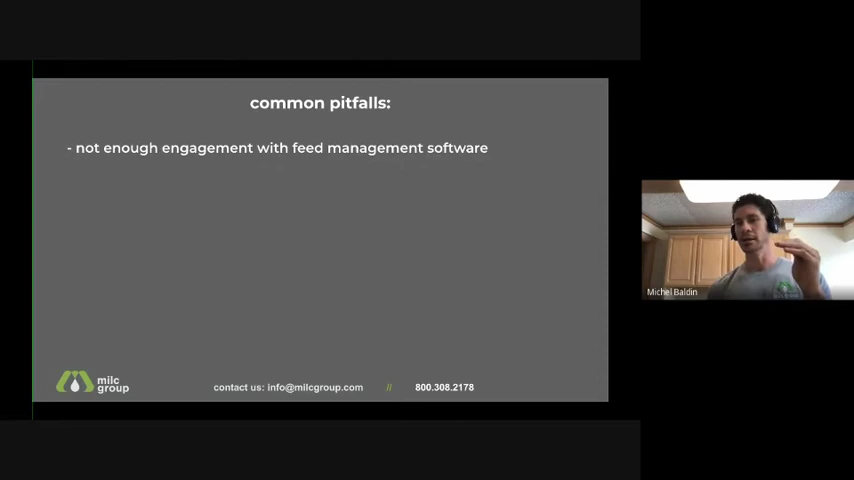 common pitfalls:
- not enough engagement with feed management software
Michel Baldin
milc
group
contact us: info@milcgroup.com // 800.308.2178